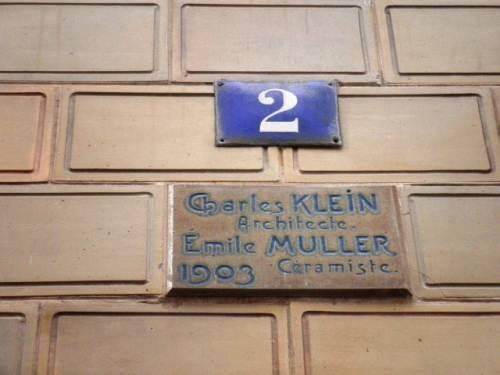 2
Charles KLEIN
Architecte.
Émile MULLER
1903 Céramiste.